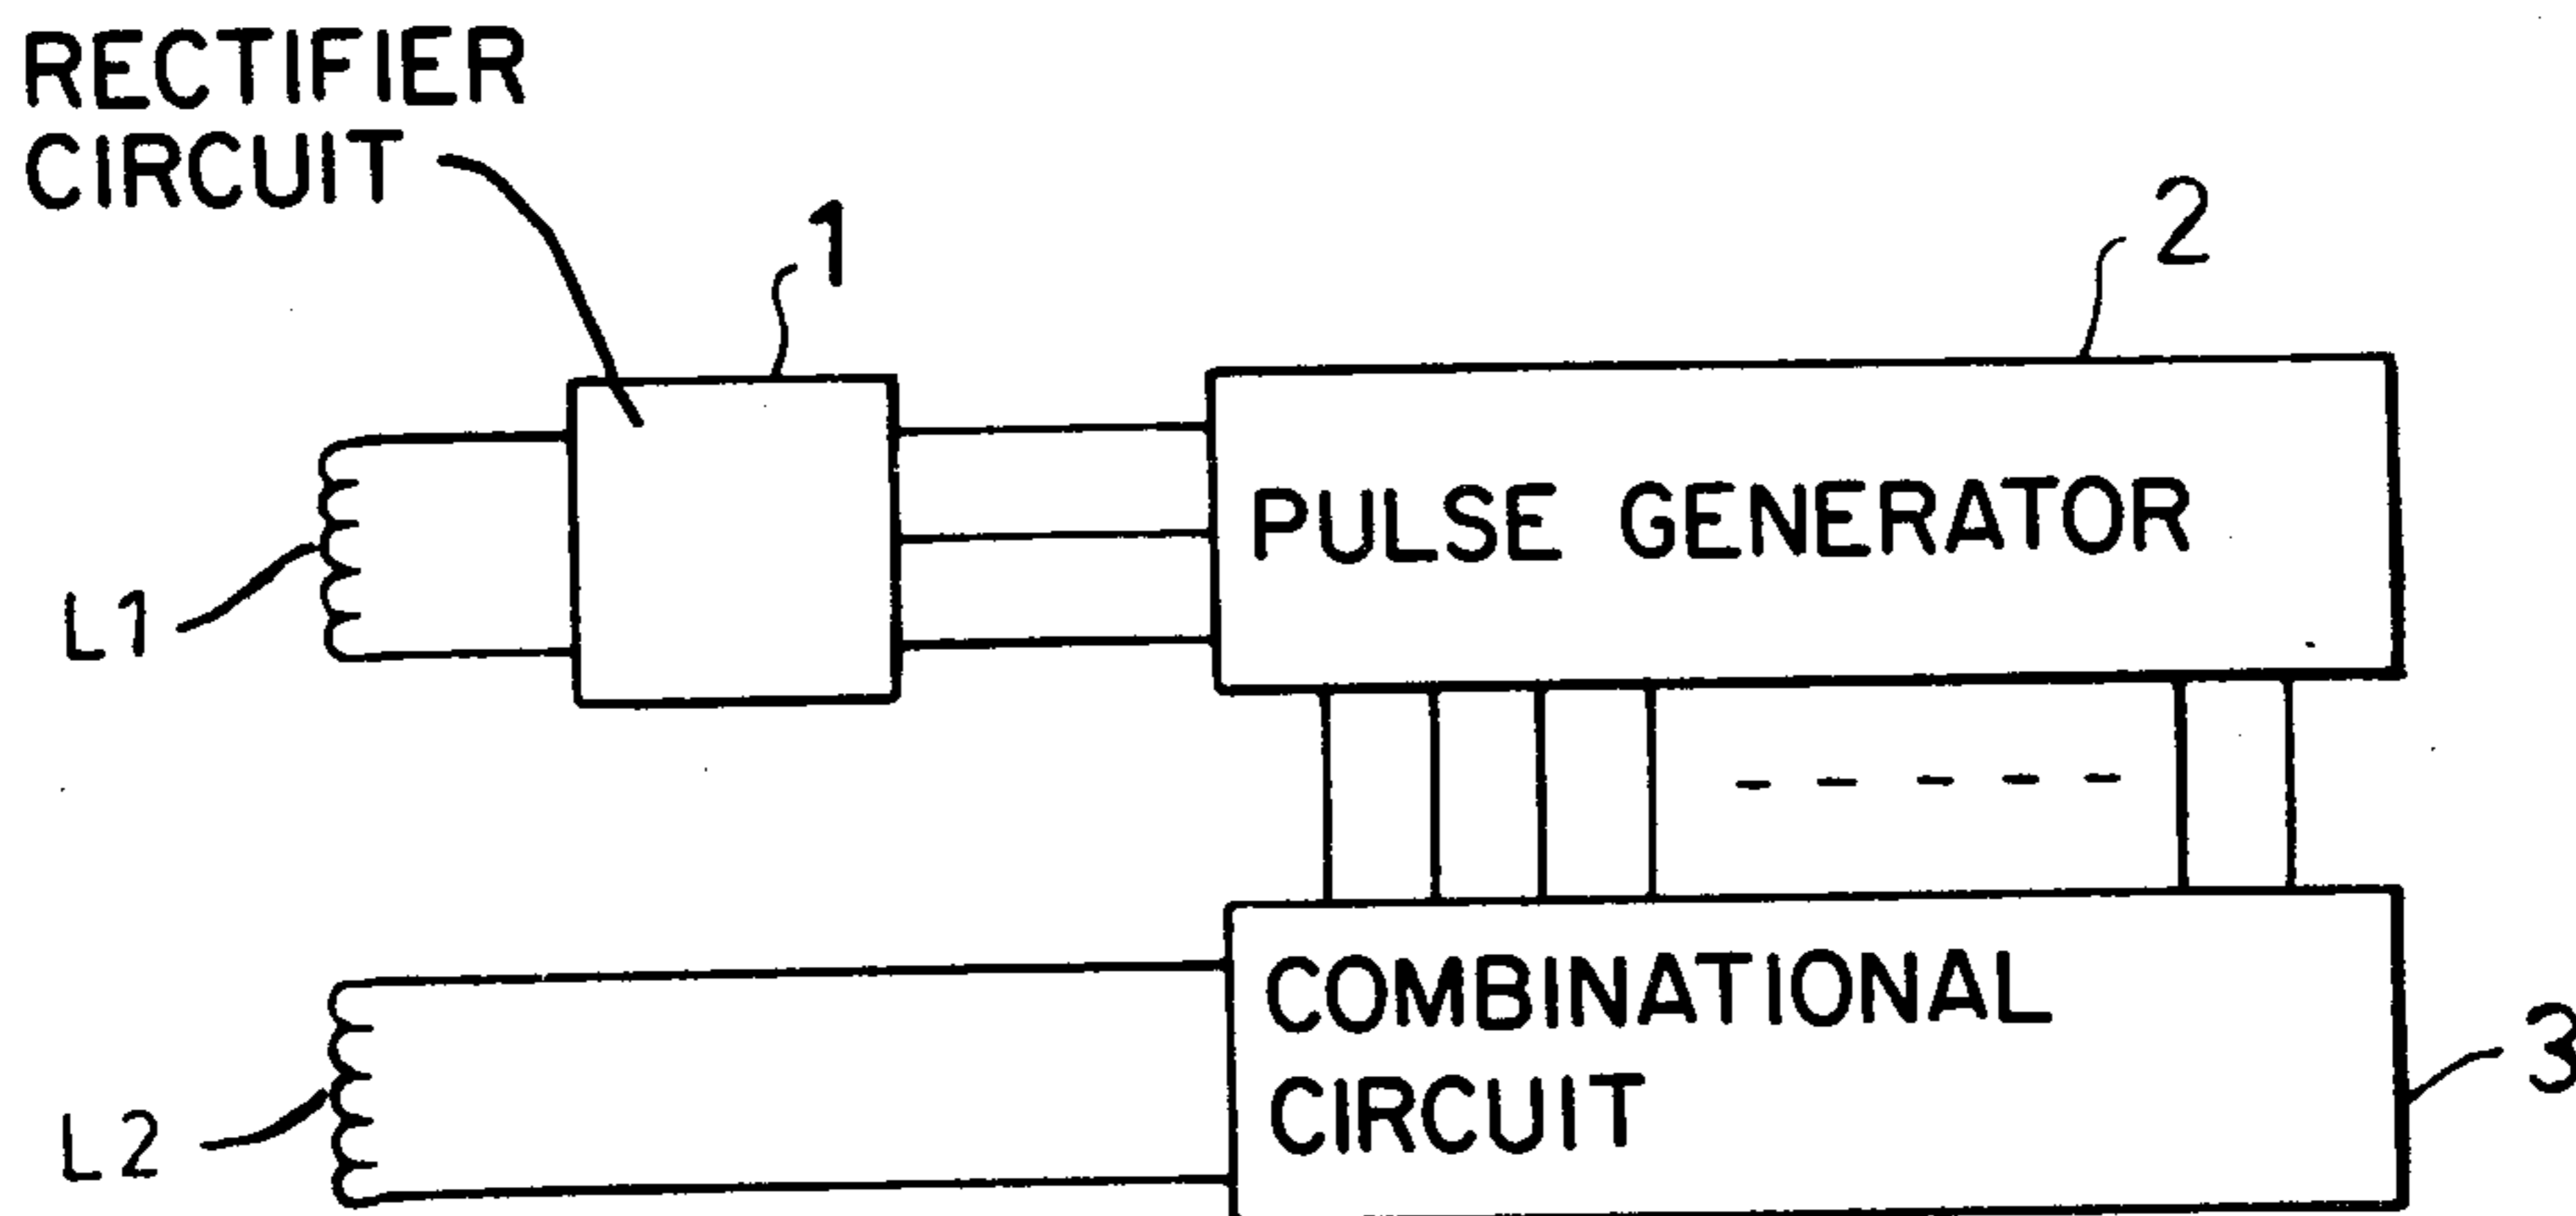 RECTIFIER
CIRCUIT
1
2
PULSE GENERATOR
L1
COMBINATIONAL
CIRCUIT
3
L2